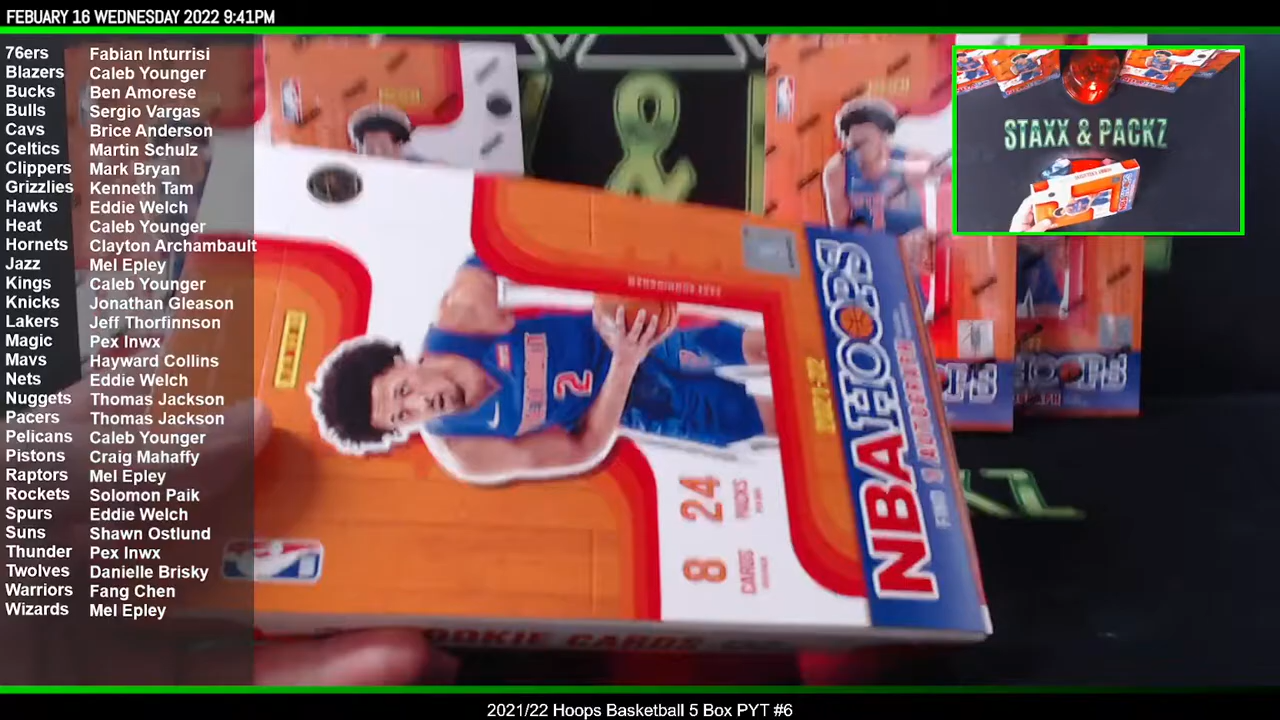 FEBUARY 16 WEDNESDAY 2022 9:41PM
76ers Fabian Inturrisi
Blazers Caleb Younger
Bucks Ben Amorese
Bulls Sergio Vargas
Cavs Brice Anderson
Celtics Martin Schulz
Clippers Mark Bryan
Grizzlies Kenneth Tam
Hawks Eddie Welch
Heat Caleb Younger
Hornets Clayton Archambault
Jazz Mel Epley
Kings Caleb Younger
Knicks Jonathan Gleason
Lakers Jeff Thorfinnson
Magic Pex Inwx
Mavs Hayward Collins
Nets Eddie Welch
Nuggets Thomas Jackson
Pacers Thomas Jackson
Pelicans Caleb Younger
Pistons Craig Mahaffy
Raptors Mel Epley
Rockets Solomon Paik
Spurs Eddie Welch
Suns Shawn Ostlund
Thunder Pex Inwx
Twolves Danielle Brisky
Warriors Fang Chen
Wizards Mel Epley
STAXX & PACKZ
&
PANINI
2
24 PACKS
8 CARDS
NBA HOOPS
ROOKIE CARDS
2021/22 Hoops Basketball 5 Box PYT #6